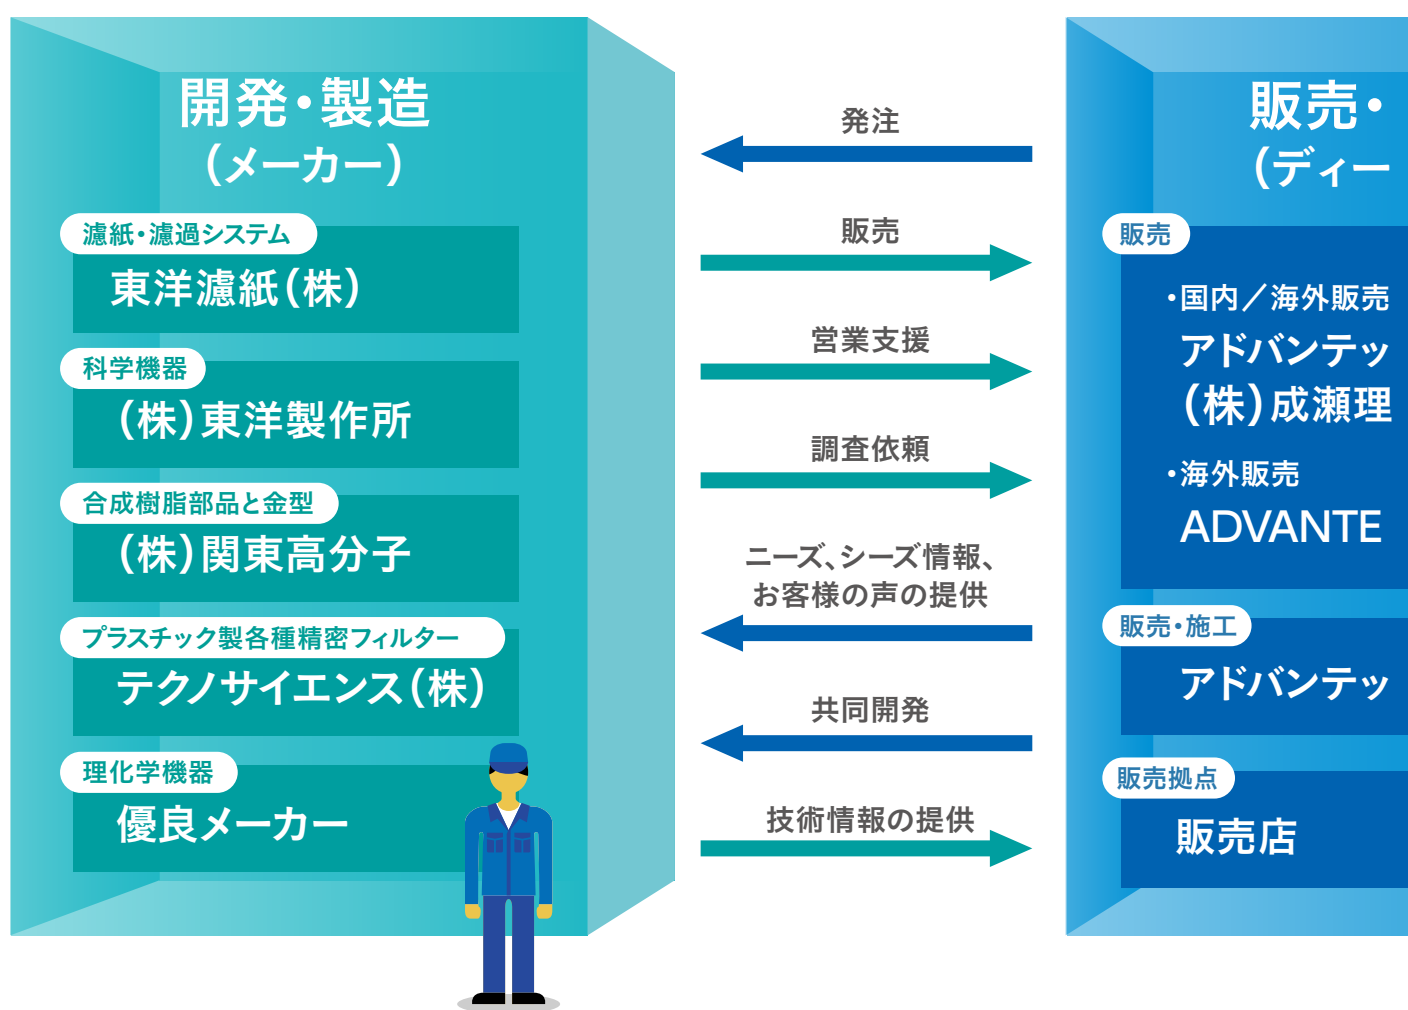 開発・製造
（メーカー）
濾紙・濾過システム
東洋濾紙（株）
科学機器
（株）東洋製作所
合成樹脂部品と金型
（株）関東高分子
プラスチック製各種精密フィルター
テクノサイエンス（株）
理化学機器
優良メーカー
発注
販売
営業支援
調査依頼
ニーズ、シーズ情報、
お客様の声の提供
共同開発
技術情報の提供
販売・
（ディー
販売
・国内／海外販売
アドバンテッ
（株）成瀬理
・海外販売
ADVANTE
販売・施工
アドバンテッ
販売拠点
販売店